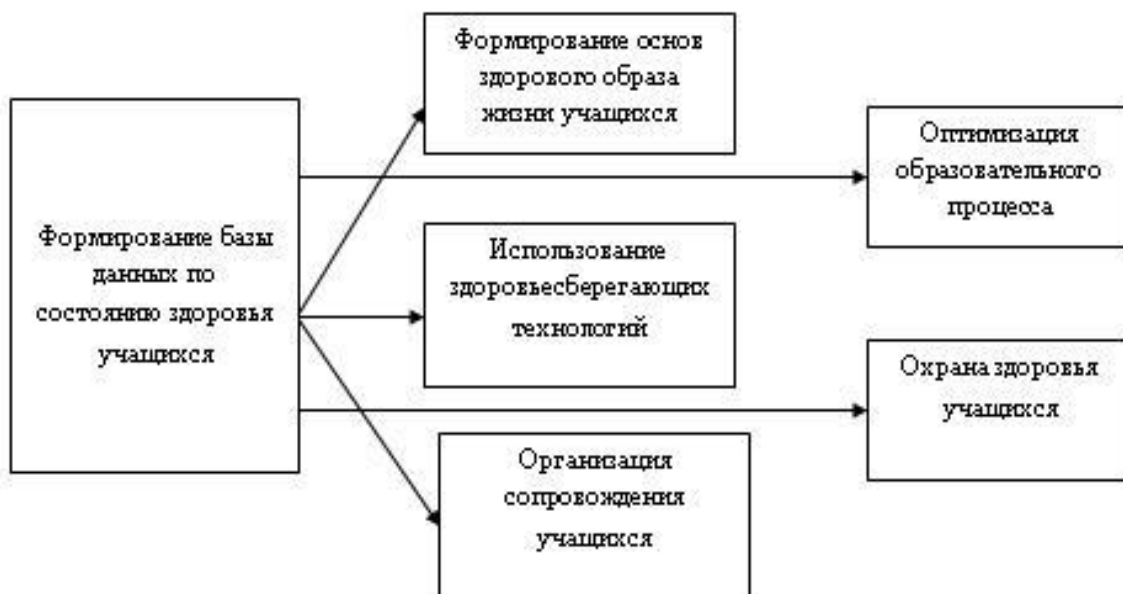 Формирование основ
здорового образа
жизни учащихся
Формирование базы
данных по
состоянию здоровья
учащихся
Использование
здоровьесберегающих
технологий
Организация
сопровождения
учащихся
Оптимизация
образовательного
процесса
Охрана здоровья
учащихся